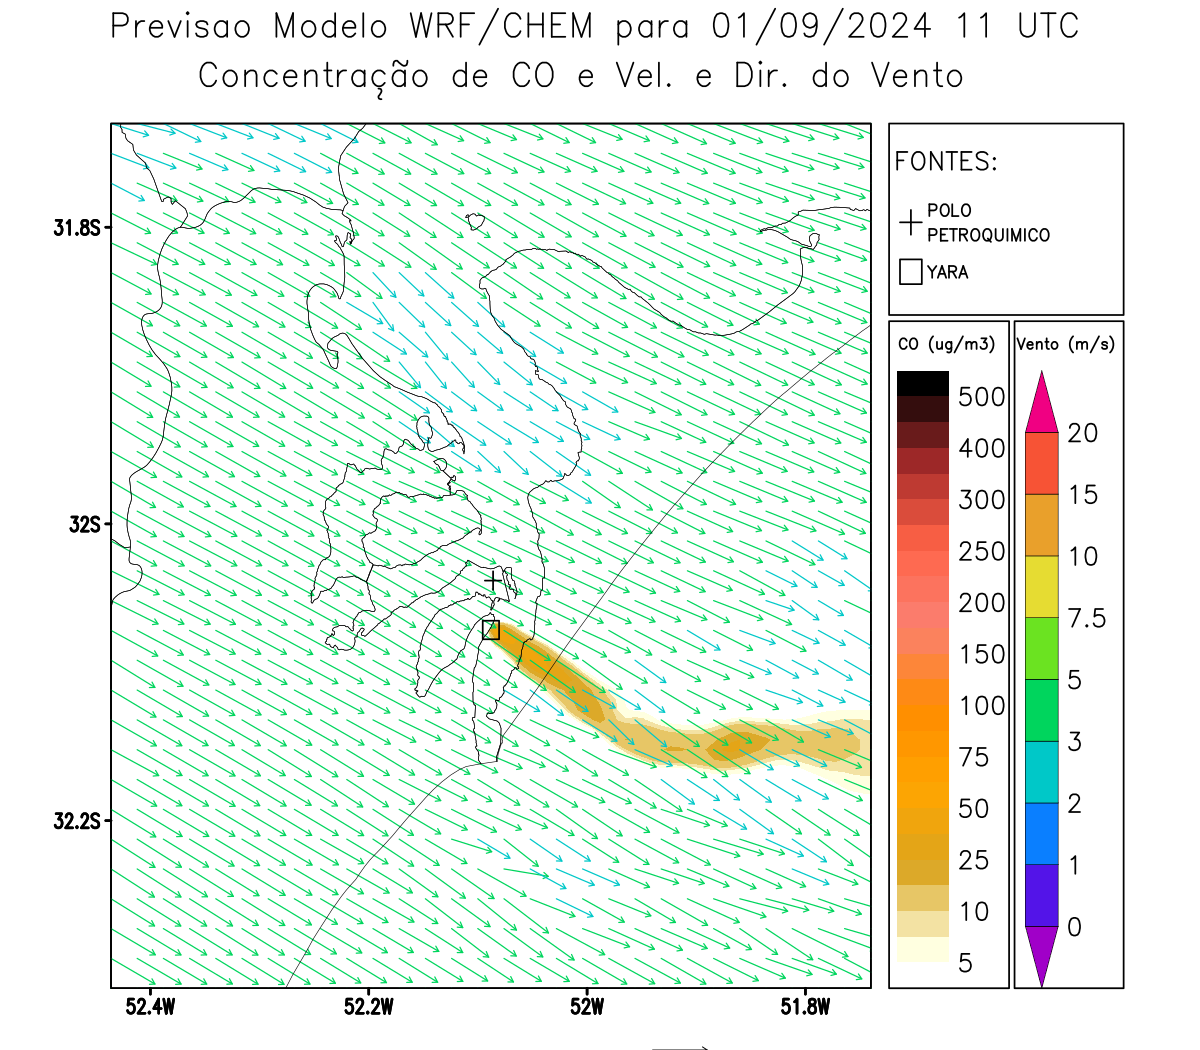 Previsao Modelo WRF/CHEM para 01/09/2024 11 UTC
Concentração de CO e Vel. e Dir. do Vento
FONTES:
POLO
PETROQUIMICO
YARA
CO (ug/m3)
500
400
300
250
200
150
100
75
50
25
10
5
Vento (m/s)
20
15
10
7.5
5
3
2
1
0
31.8S
32S
32.2S
52.4W
52.2W
52W
51.8W